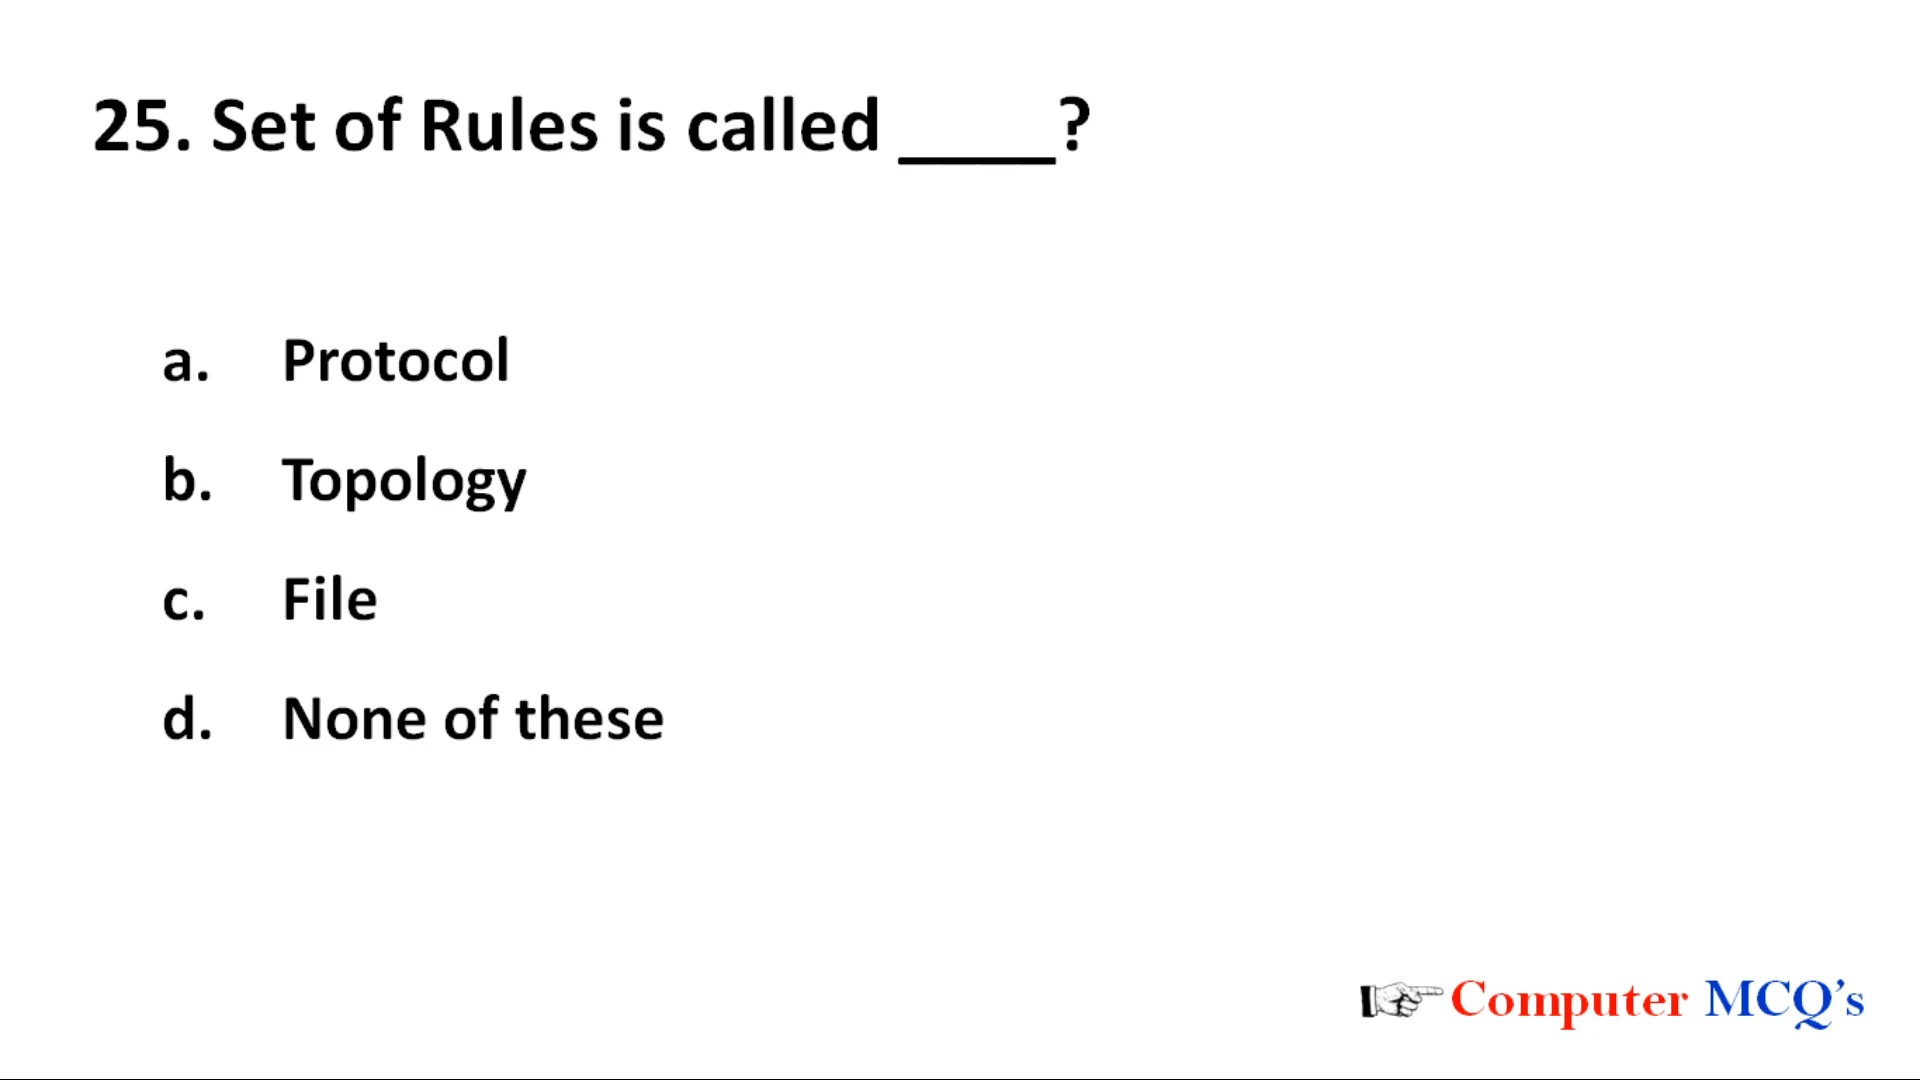 25. Set of Rules is called ____?
a. Protocol
b. Topology
c. File
d. None of these
Computer MCQ's